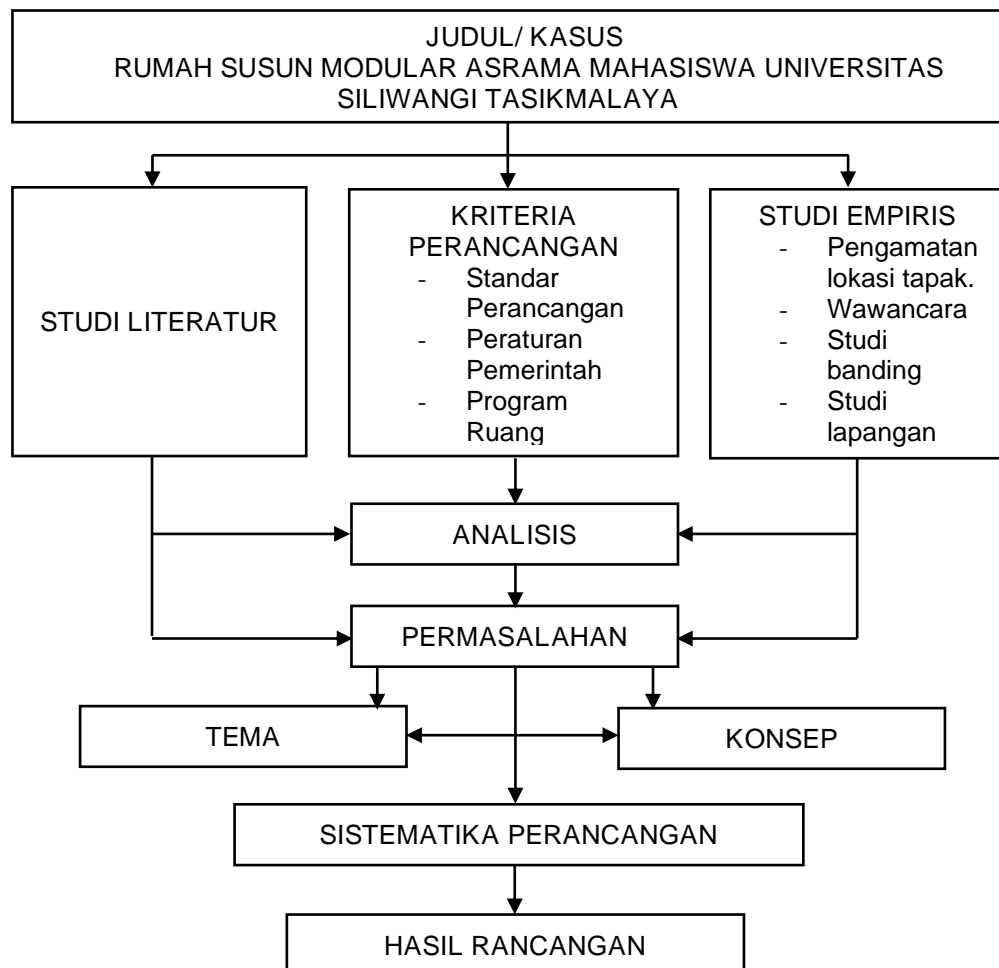 JUDUL/ KASUS
RUMAH SUSUN MODULAR ASRAMA MAHASISWA UNIVERSITAS
SILIWANGI TASIKMALAYA
STUDI LITERATUR
KRITERIA
PERANCANGAN
- Standar
Perancangan
- Peraturan
Pemerintah
- Program
Ruang
STUDI EMPIRIS
- Pengamatan
lokasi tapak.
- Wawancara
- Studi
banding
- Studi
lapangan
ANALISIS
PERMASALAHAN
TEMA
KONSEP
SISTEMATIKA PERANCANGAN
HASIL RANCANGAN